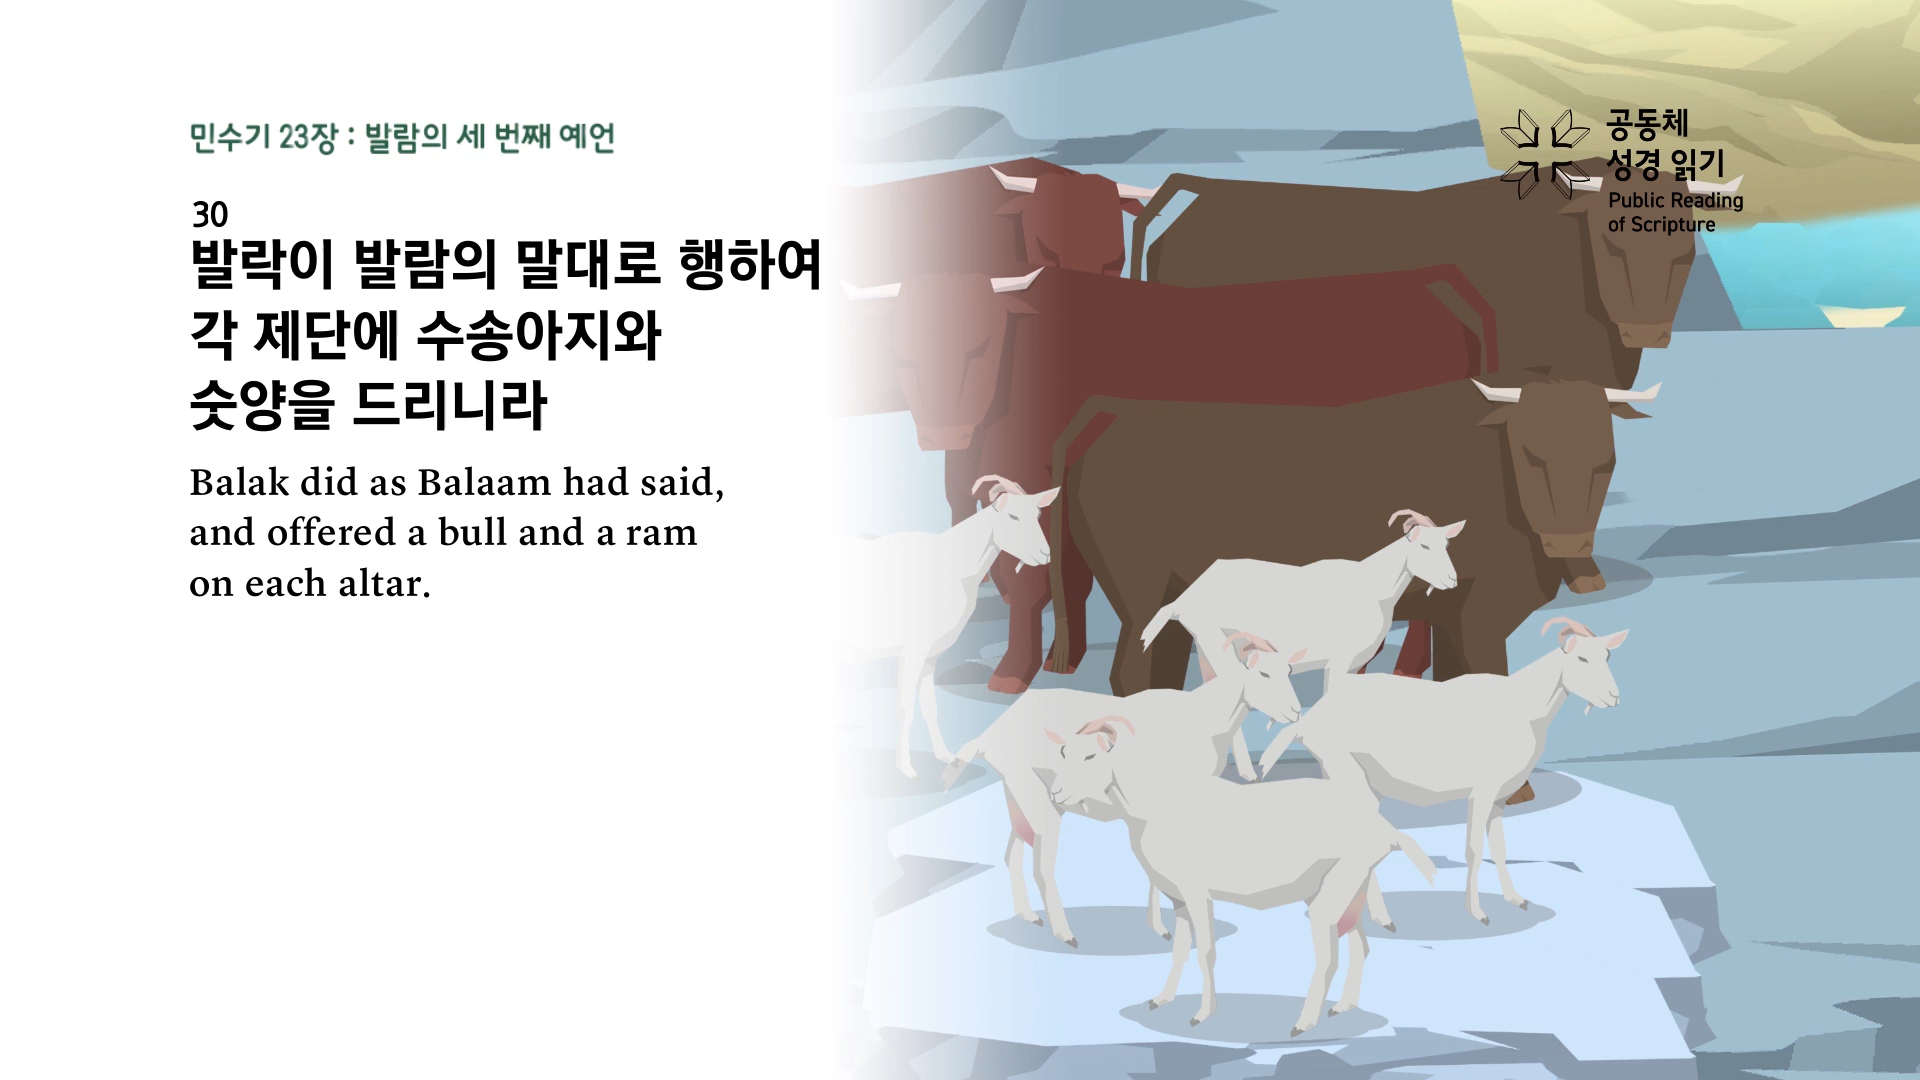 민수기 23장 : 발람의 세 번째 예언
30
발락이 발람의 말대로 행하여
각 제단에 수송아지와
숫양을 드리니라
Balak did as Balaam had said,
and offered a bull and a ram
on each altar.
공동체
성경 읽기
Public Reading
of Scripture